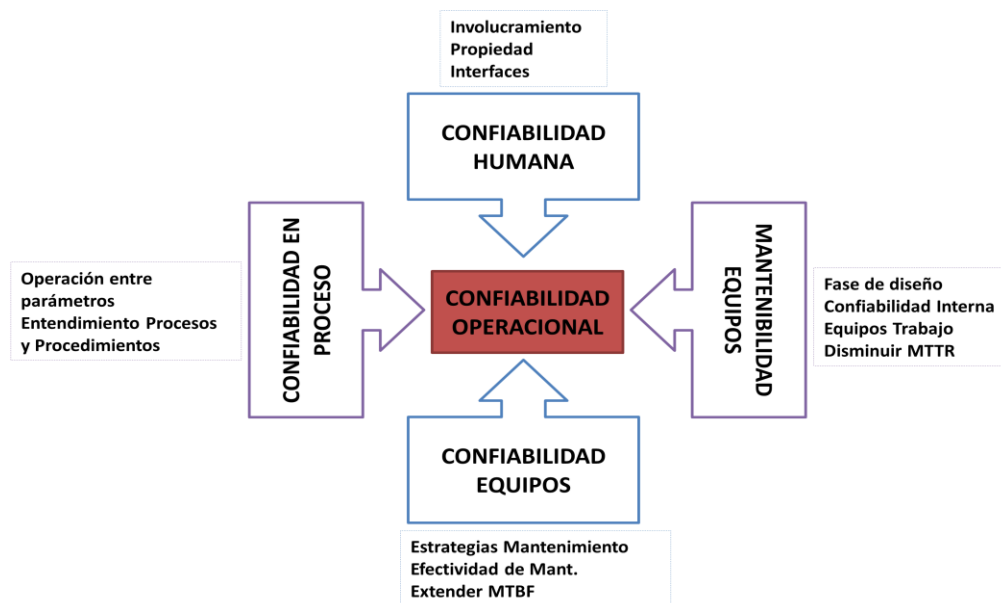 Involucramiento
Propiedad
Interfaces
CONFIABILIDAD
HUMANA
CONFIABILIDAD EN
PROCESO
Operación entre
parámetros
Entendimiento Procesos
y Procedimientos
CONFIABILIDAD
OPERACIONAL
MANTENIBILIDAD
EQUIPOS
Fase de diseño
Confiabilidad Interna
Equipos Trabajo
Disminuir MTTR
CONFIABILIDAD
EQUIPOS
Estrategias Mantenimiento
Efectividad de Mant.
Extender MTBF